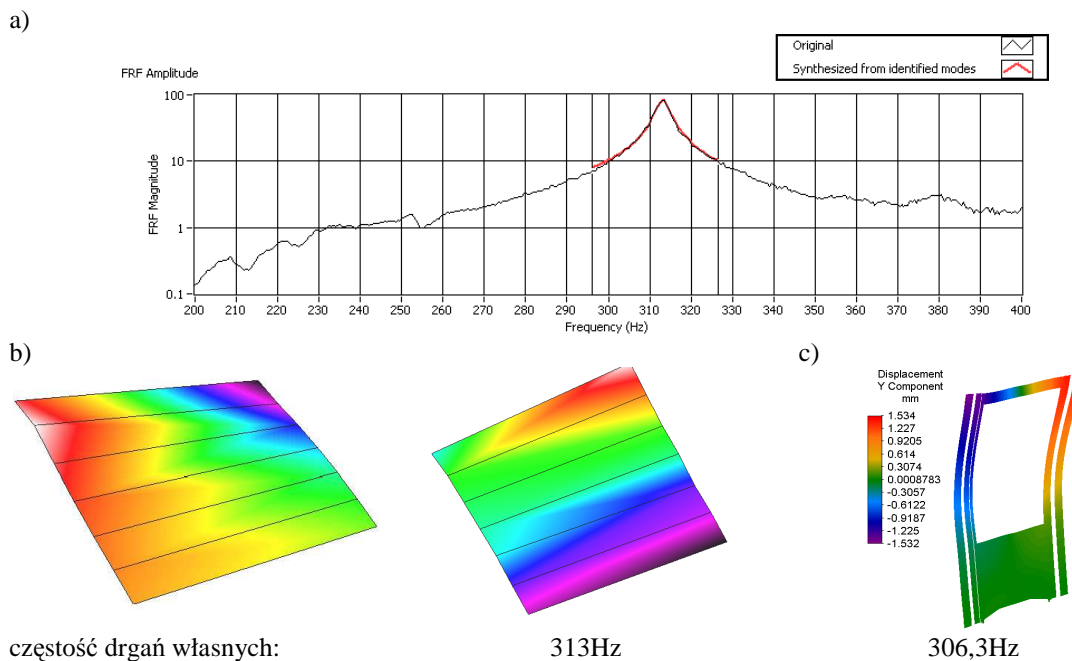 a)
Original
Synthesized from identified modes
FRF Amplitude
FRF Magnitude
100
10
1
0.1
200 210 220 230 240 250 260 270 280 290 300 310 320 330 340 350 360 370 380 390 400
Frequency (Hz)
b)
c)
Displacement
Y Component
mm
1.534
1.227
0.9205
0.614
0.3074
0.0008783
-0.3057
-0.6122
-0.9187
-1.225
-1.532
częstość drgań własnych: 313Hz 306,3Hz